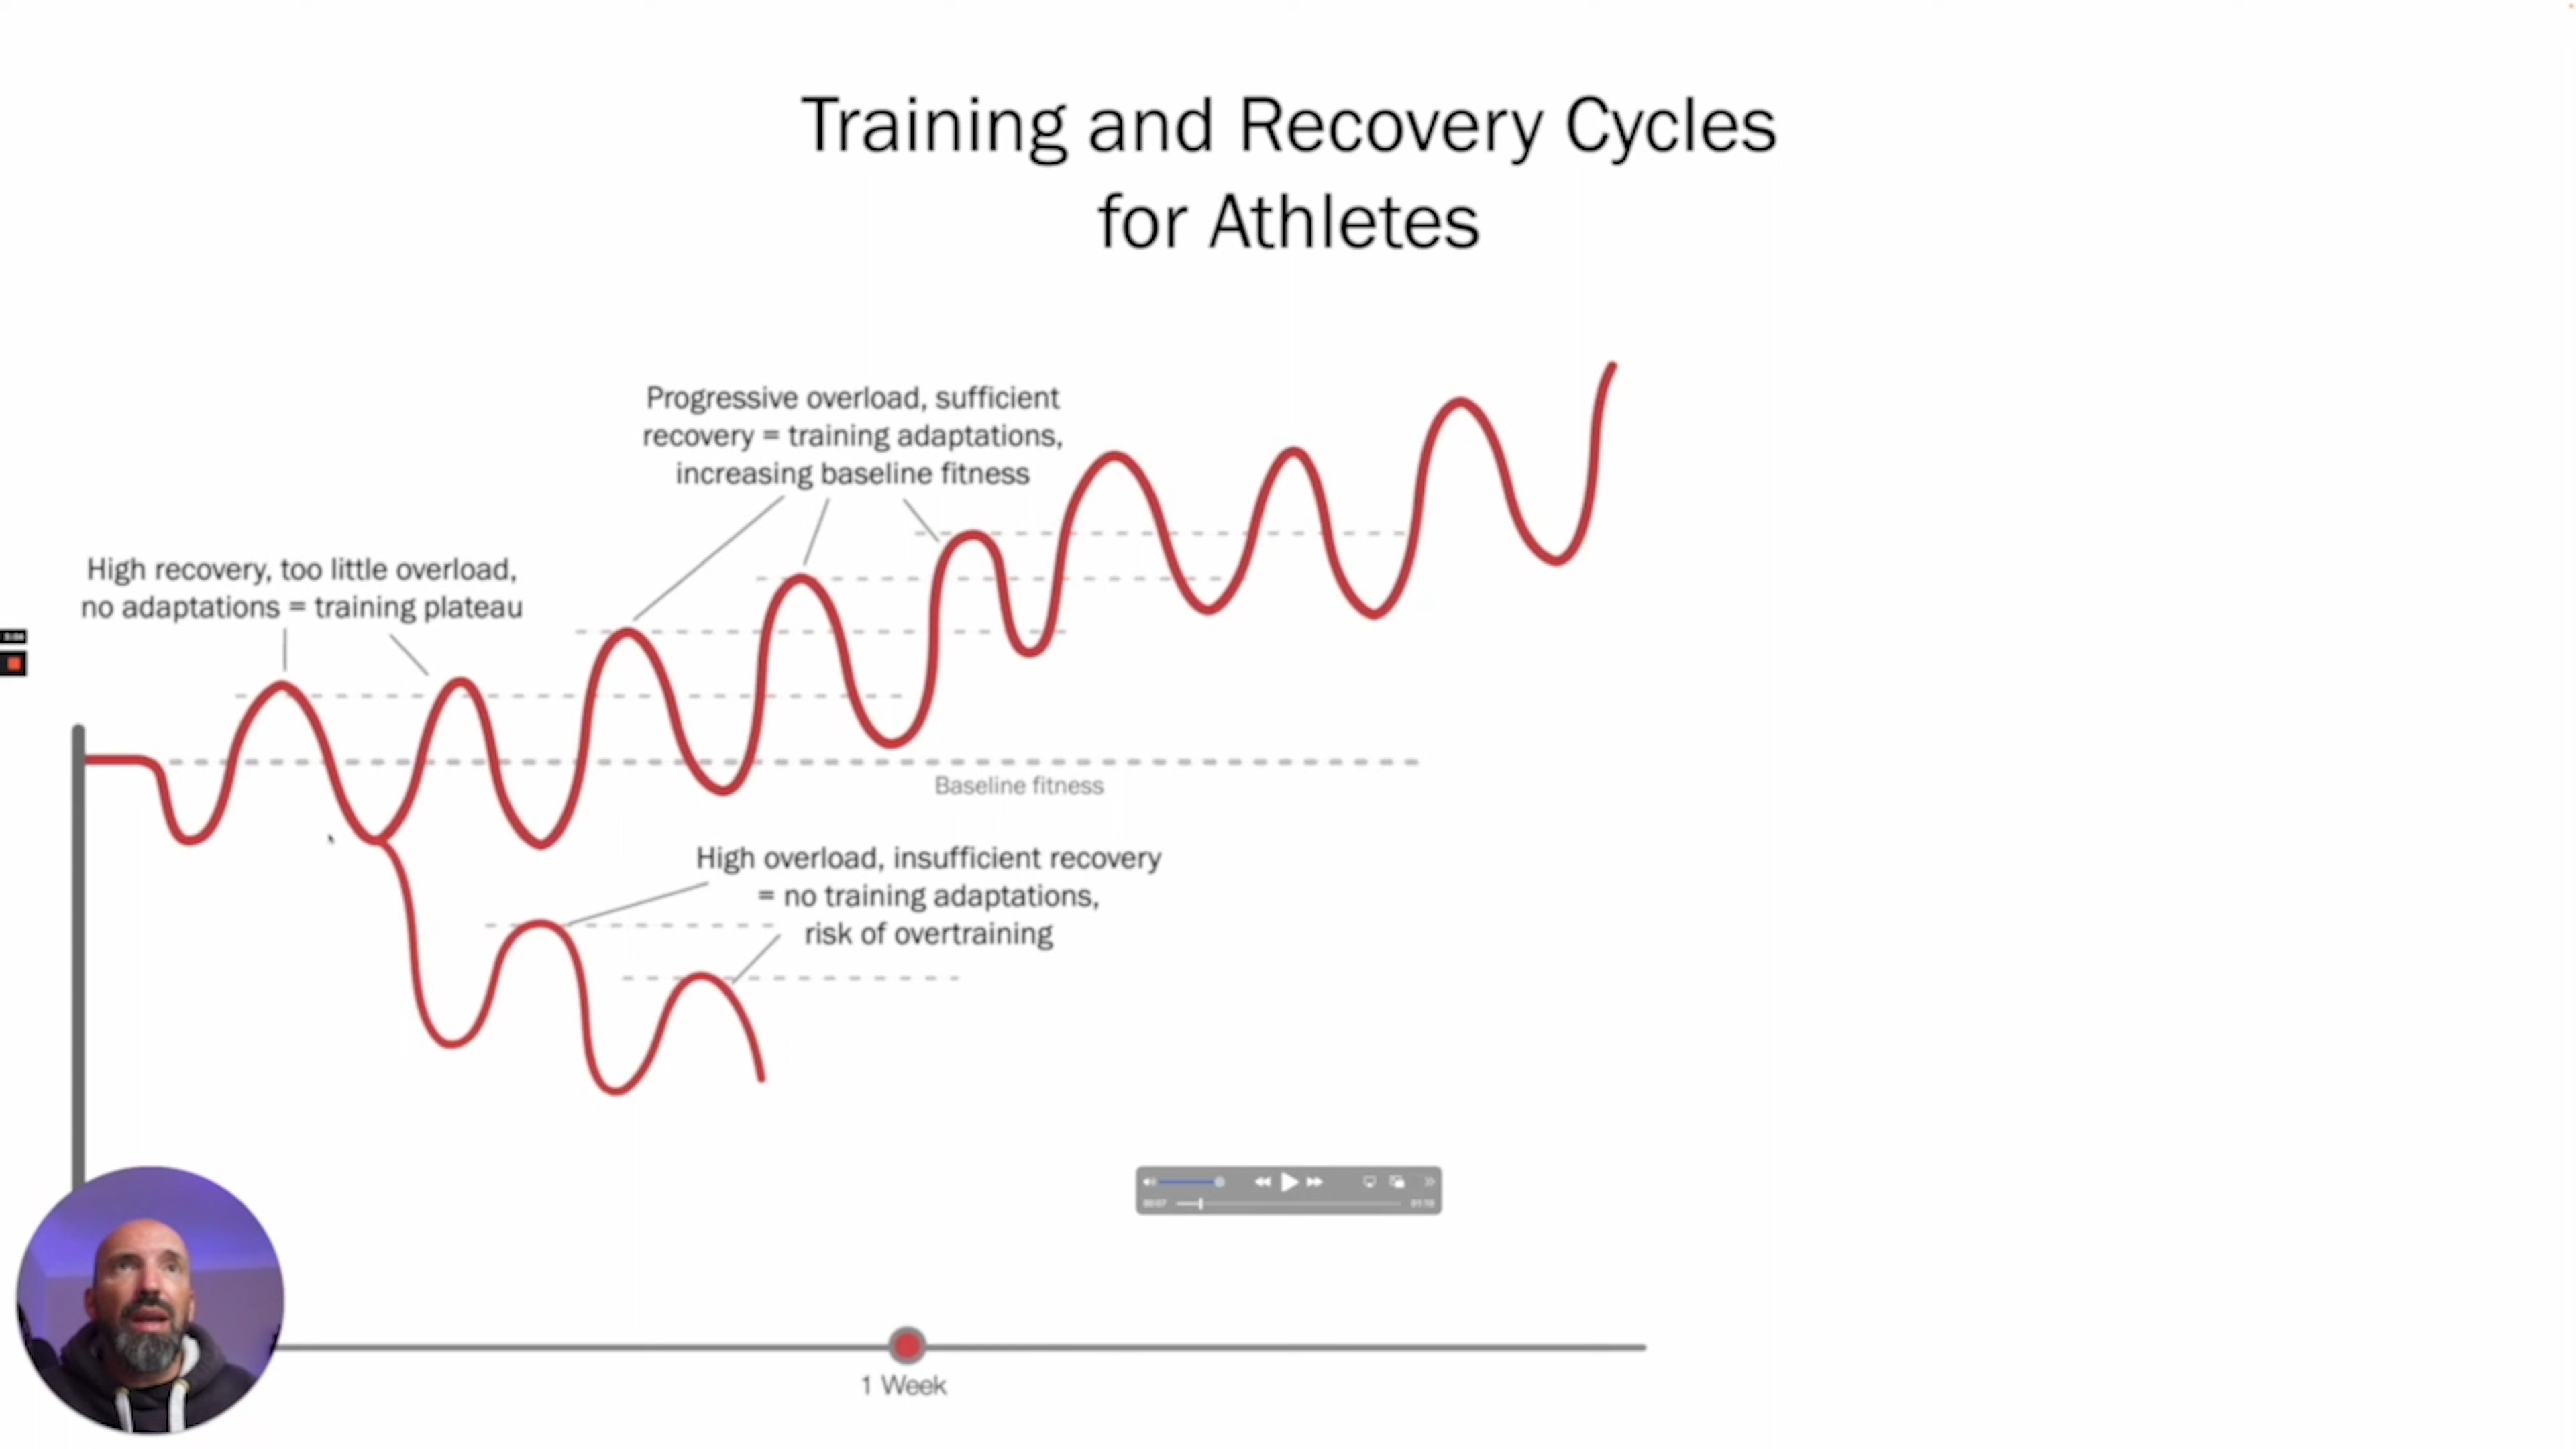 Training and Recovery Cycles
for Athletes
Progressive overload, sufficient
recovery = training adaptations,
increasing baseline fitness
High recovery, too little overload,
no adaptations = training plateau
Baseline fitness
High overload, insufficient recovery
= no training adaptations,
risk of overtraining
1 Week